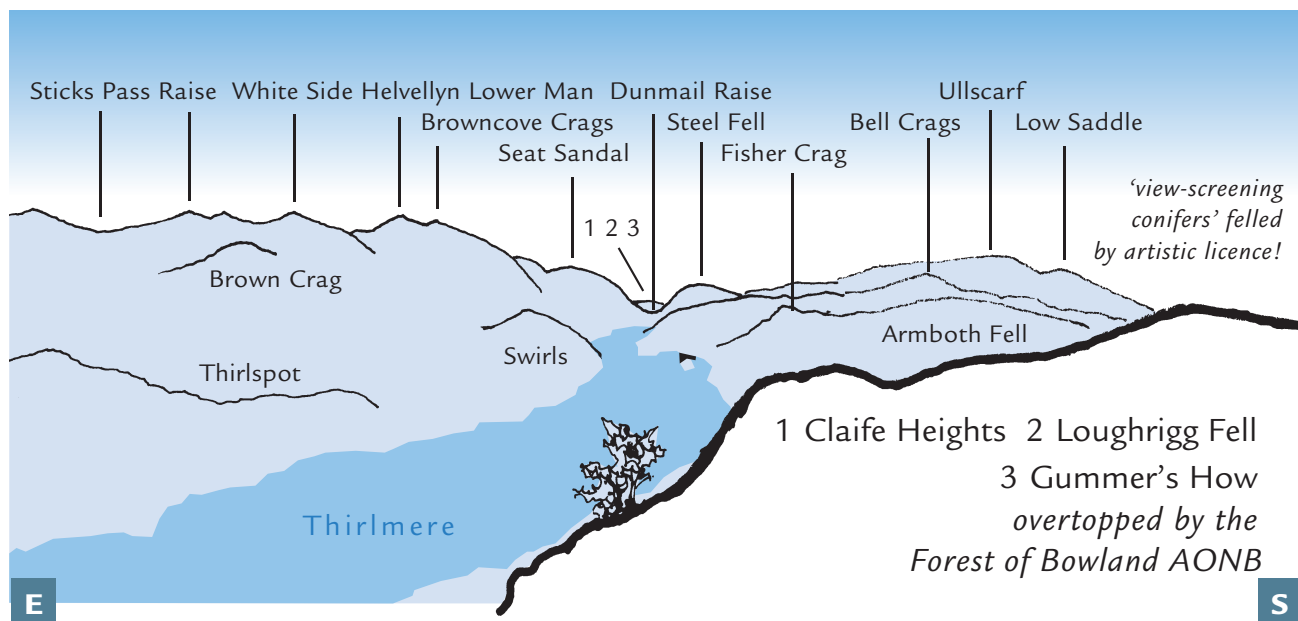 Sticks Pass Raise White Side Helvellyn Lower Man Dunmail Raise Ullscarf
Browncove Crags Steel Fell Bell Crags Low Saddle
Seat Sandal Fisher Crag
‘view-screening
conifers’ felled
by artistic licence!
1 2 3
Brown Crag
Swirls
Armboth Fell
Thirlspot
1 Claife Heights 2 Loughrigg Fell
3 Gummer’s How
overtopped by the
Forest of Bowland AONB
Thirlmere
E
S